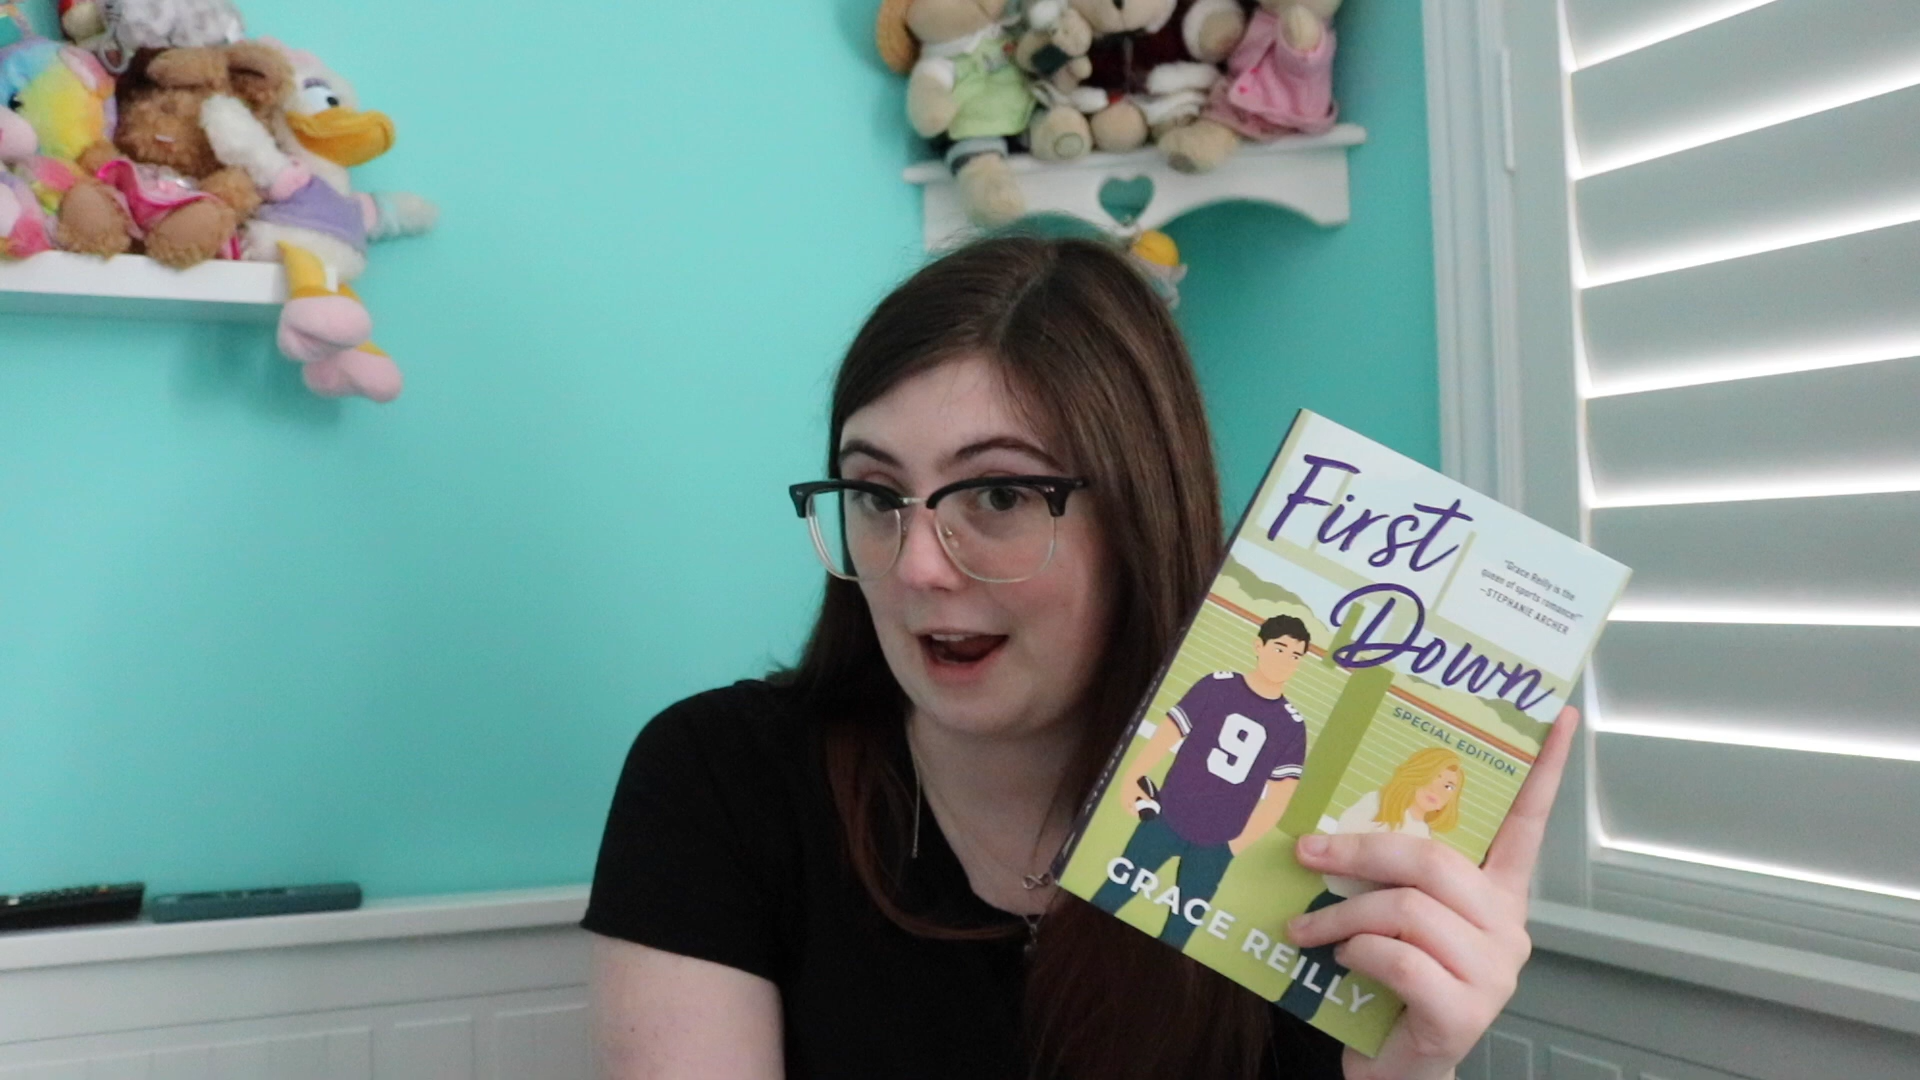 First
Down
"Grace Reilly is the
queen of sports romance!"
–STEPHANIE ARCHER
SPECIAL EDITION
9
GRACE REILLY